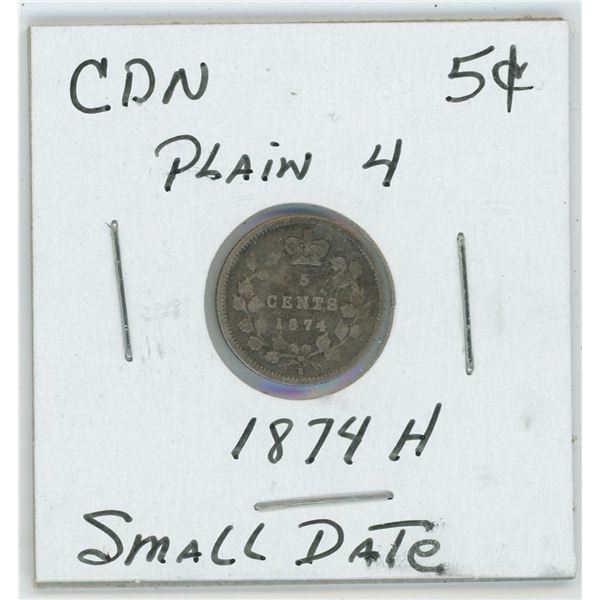 CDN 5¢
PLAIN 4
5
CENTS
1874
H
1874 H
SMALL DATE